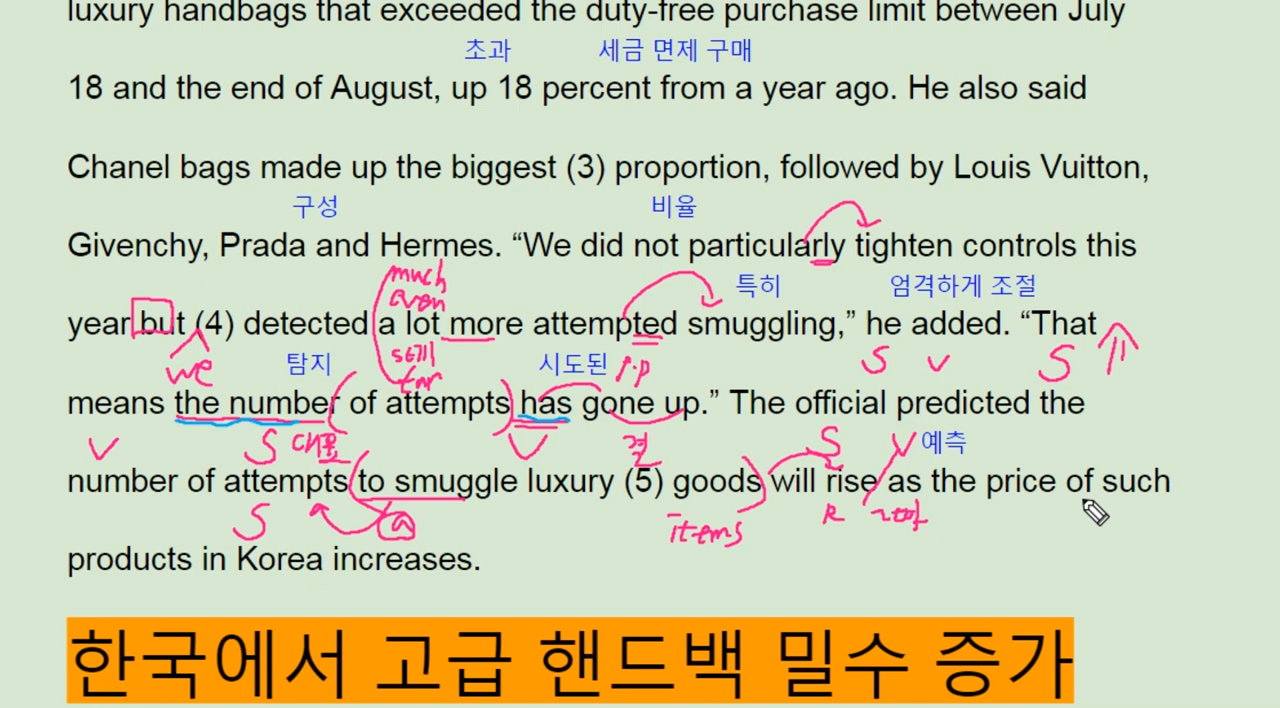 luxury handbags that exceeded the duty-free purchase limit between July
초과 세금 면제 구매
18 and the end of August, up 18 percent from a year ago. He also said
Chanel bags made up the biggest (3) proportion, followed by Louis Vuitton,
구성 비율
Givenchy, Prada and Hermes. “We did not particularly tighten controls this
much
even
특히 엄격하게 조절
year but (4) detected a lot more attempted smuggling,” he added. “That
still
far
we 탐지 시도된 p.p S V S
means the number of attempts has gone up.” The official predicted the
V S V S V 예측
number of attempts to smuggle luxury (5) goods will rise as the price of such
S items R
products in Korea increases.
한국에서 고급 핸드백 밀수 증가